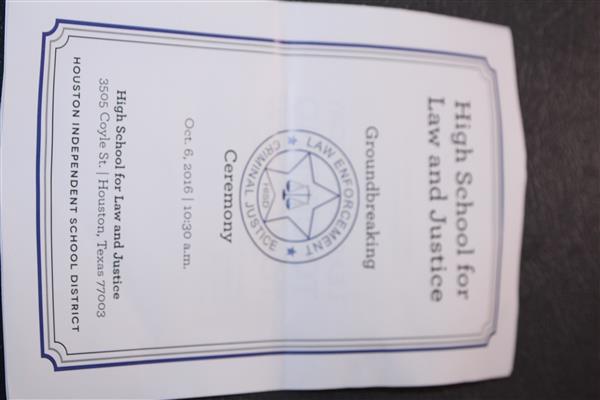 High School for
Law and Justice
Groundbreaking
LAW ENFORCEMENT
CRIMINAL JUSTICE
HISD
Ceremony
Oct. 6, 2016 | 10:30 a.m.
High School for Law and Justice
3505 Coyle St. | Houston, Texas 77003
HOUSTON INDEPENDENT SCHOOL DISTRICT